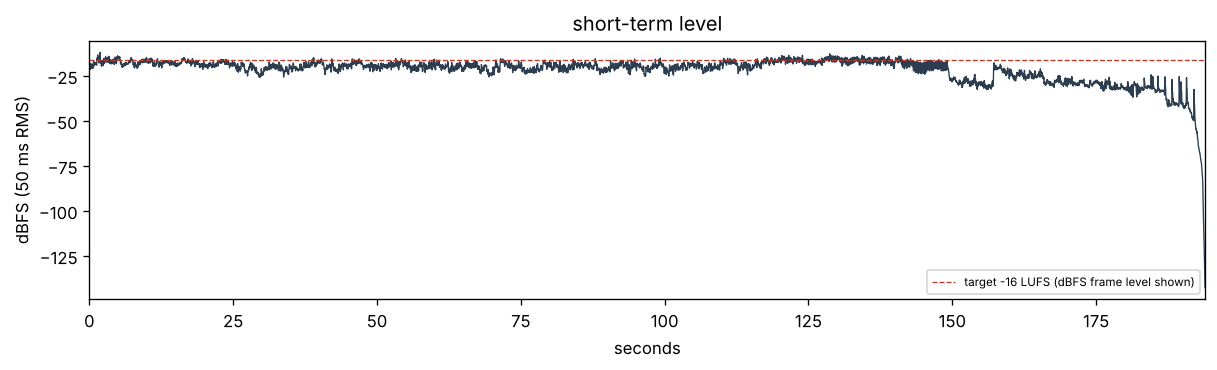 short-term level
dBFS (50 ms RMS)
−25
−50
−75
−100
−125
target -16 LUFS (dBFS frame level shown)
0 25 50 75 100 125 150 175
seconds